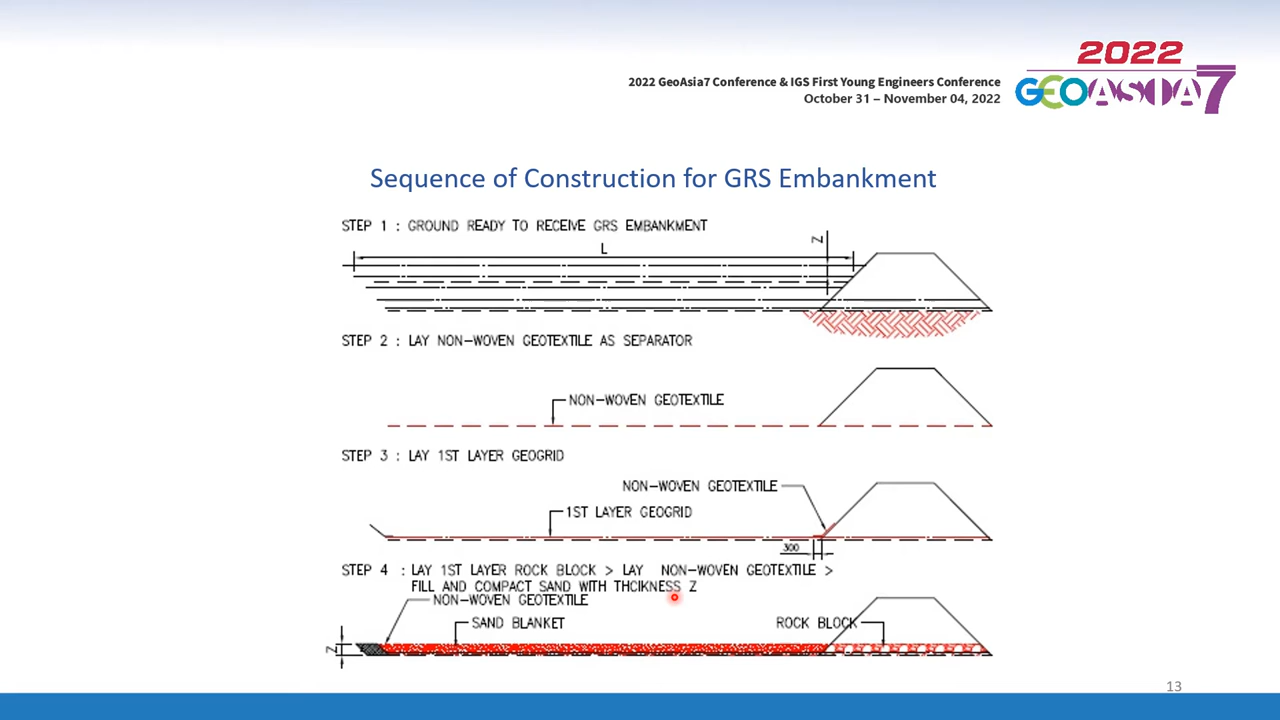 2022
2022 GeoAsia7 Conference & IGS First Young Engineers Conference
October 31 – November 04, 2022
GEOASIA7
Sequence of Construction for GRS Embankment
STEP 1 : GROUND READY TO RECEIVE GRS EMBANKMENT
L
Z
STEP 2 : LAY NON-WOVEN GEOTEXTILE AS SEPARATOR
NON-WOVEN GEOTEXTILE
STEP 3 : LAY 1ST LAYER GEOGRID
NON-WOVEN GEOTEXTILE
1ST LAYER GEOGRID
300
STEP 4 : LAY 1ST LAYER ROCK BLOCK > LAY NON-WOVEN GEOTEXTILE >
FILL AND COMPACT SAND WITH THCIKNESS Z
NON-WOVEN GEOTEXTILE
SAND BLANKET
ROCK BLOCK
Z
13